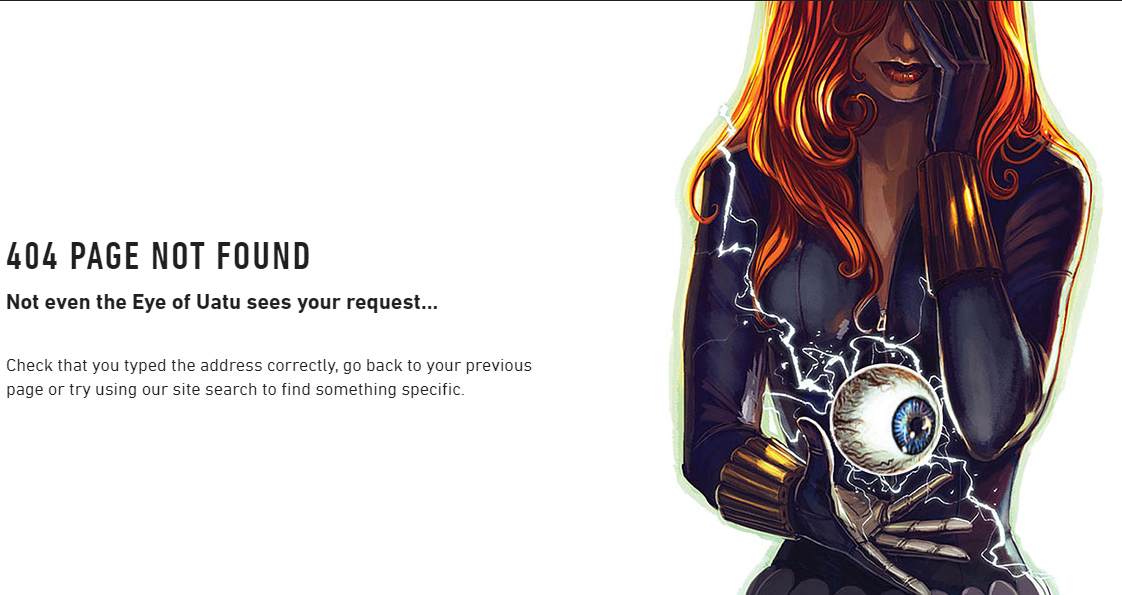 404 PAGE NOT FOUND
Not even the Eye of Uatu sees your request...
Check that you typed the address correctly, go back to your previous
page or try using our site search to find something specific.